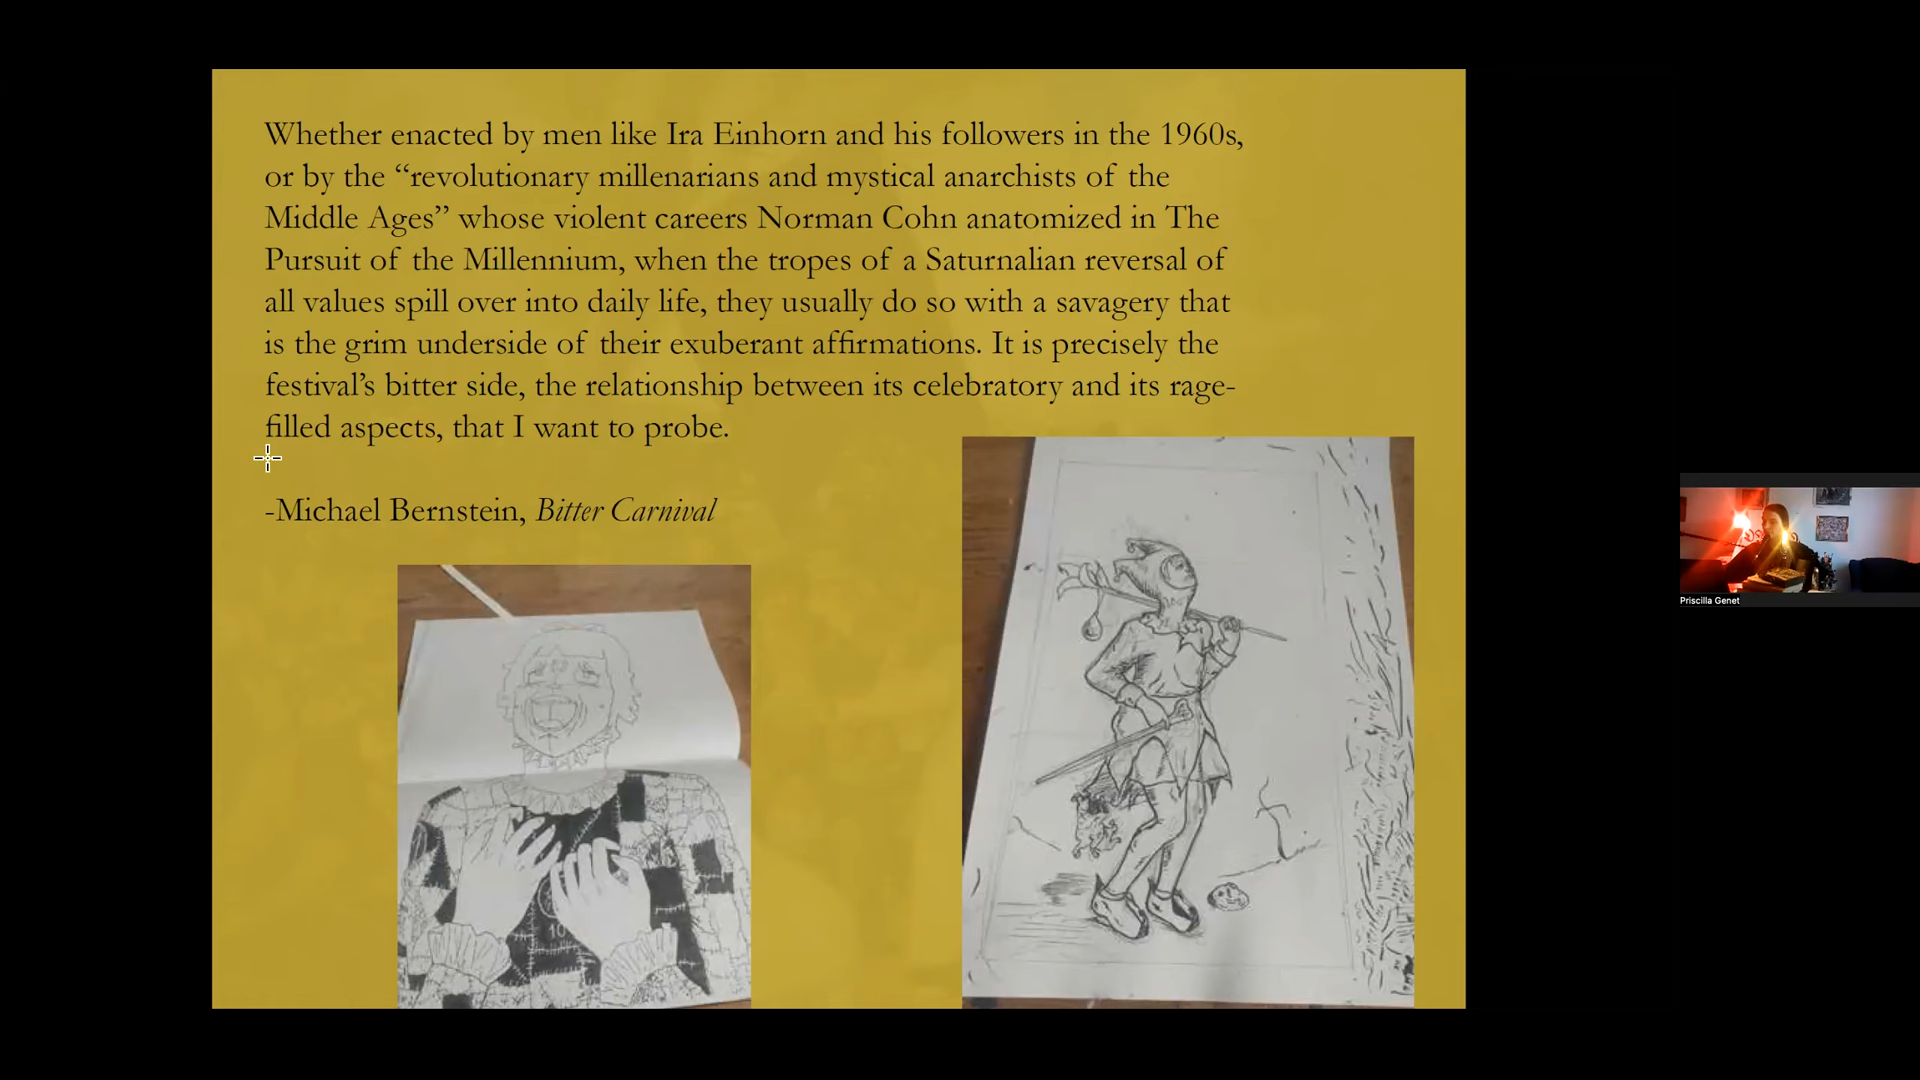 Whether enacted by men like Ira Einhorn and his followers in the 1960s,
or by the “revolutionary millenarians and mystical anarchists of the
Middle Ages” whose violent careers Norman Cohn anatomized in The
Pursuit of the Millennium, when the tropes of a Saturnalian reversal of
all values spill over into daily life, they usually do so with a savagery that
is the grim underside of their exuberant affirmations. It is precisely the
festival’s bitter side, the relationship between its celebratory and its rage-
filled aspects, that I want to probe.
-Michael Bernstein, Bitter Carnival
10
Priscilla Genet